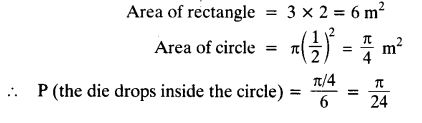 Area of rectangle = 3 × 2 = 6 m²
Area of circle = π(1/2)² = π/4 m²
∴ P (the die drops inside the circle) = π/4/6 = π/24